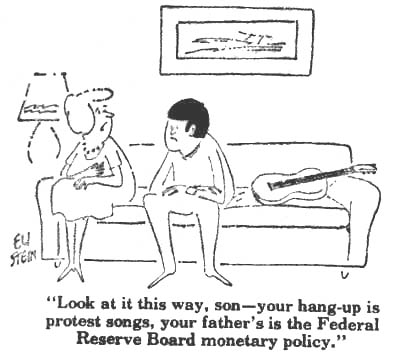 ELI
STEIN
"Look at it this way, son—your hang-up is
protest songs, your father's is the Federal
Reserve Board monetary policy."